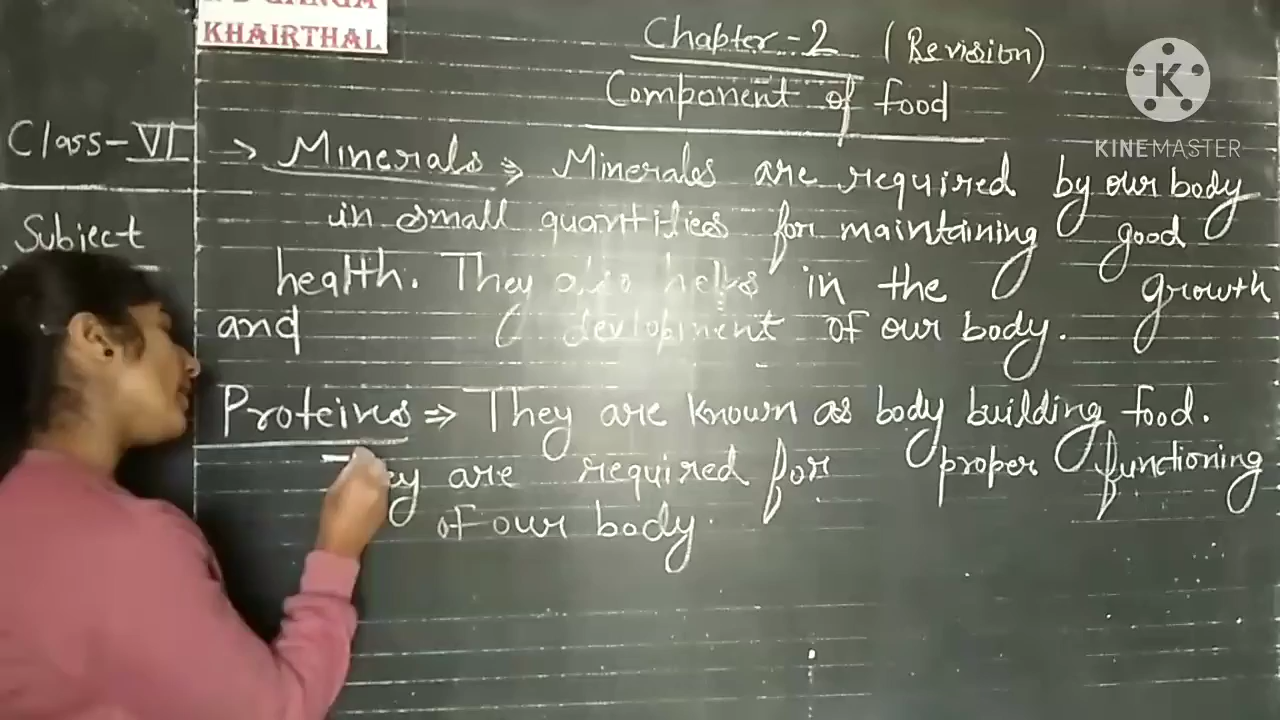 KHAIRTHAL
Chapter-2 (Revision)
Component of food
KINEMASTER
Class-VI
Subject
→ Minerals ⇒ Minerales are required by our body
in small quantities for maintaining good
health. They also helps in the growth
and devlopment of our body.
Proteins ⇒ They are known as body building food.
They are required for proper functioning
of our body.